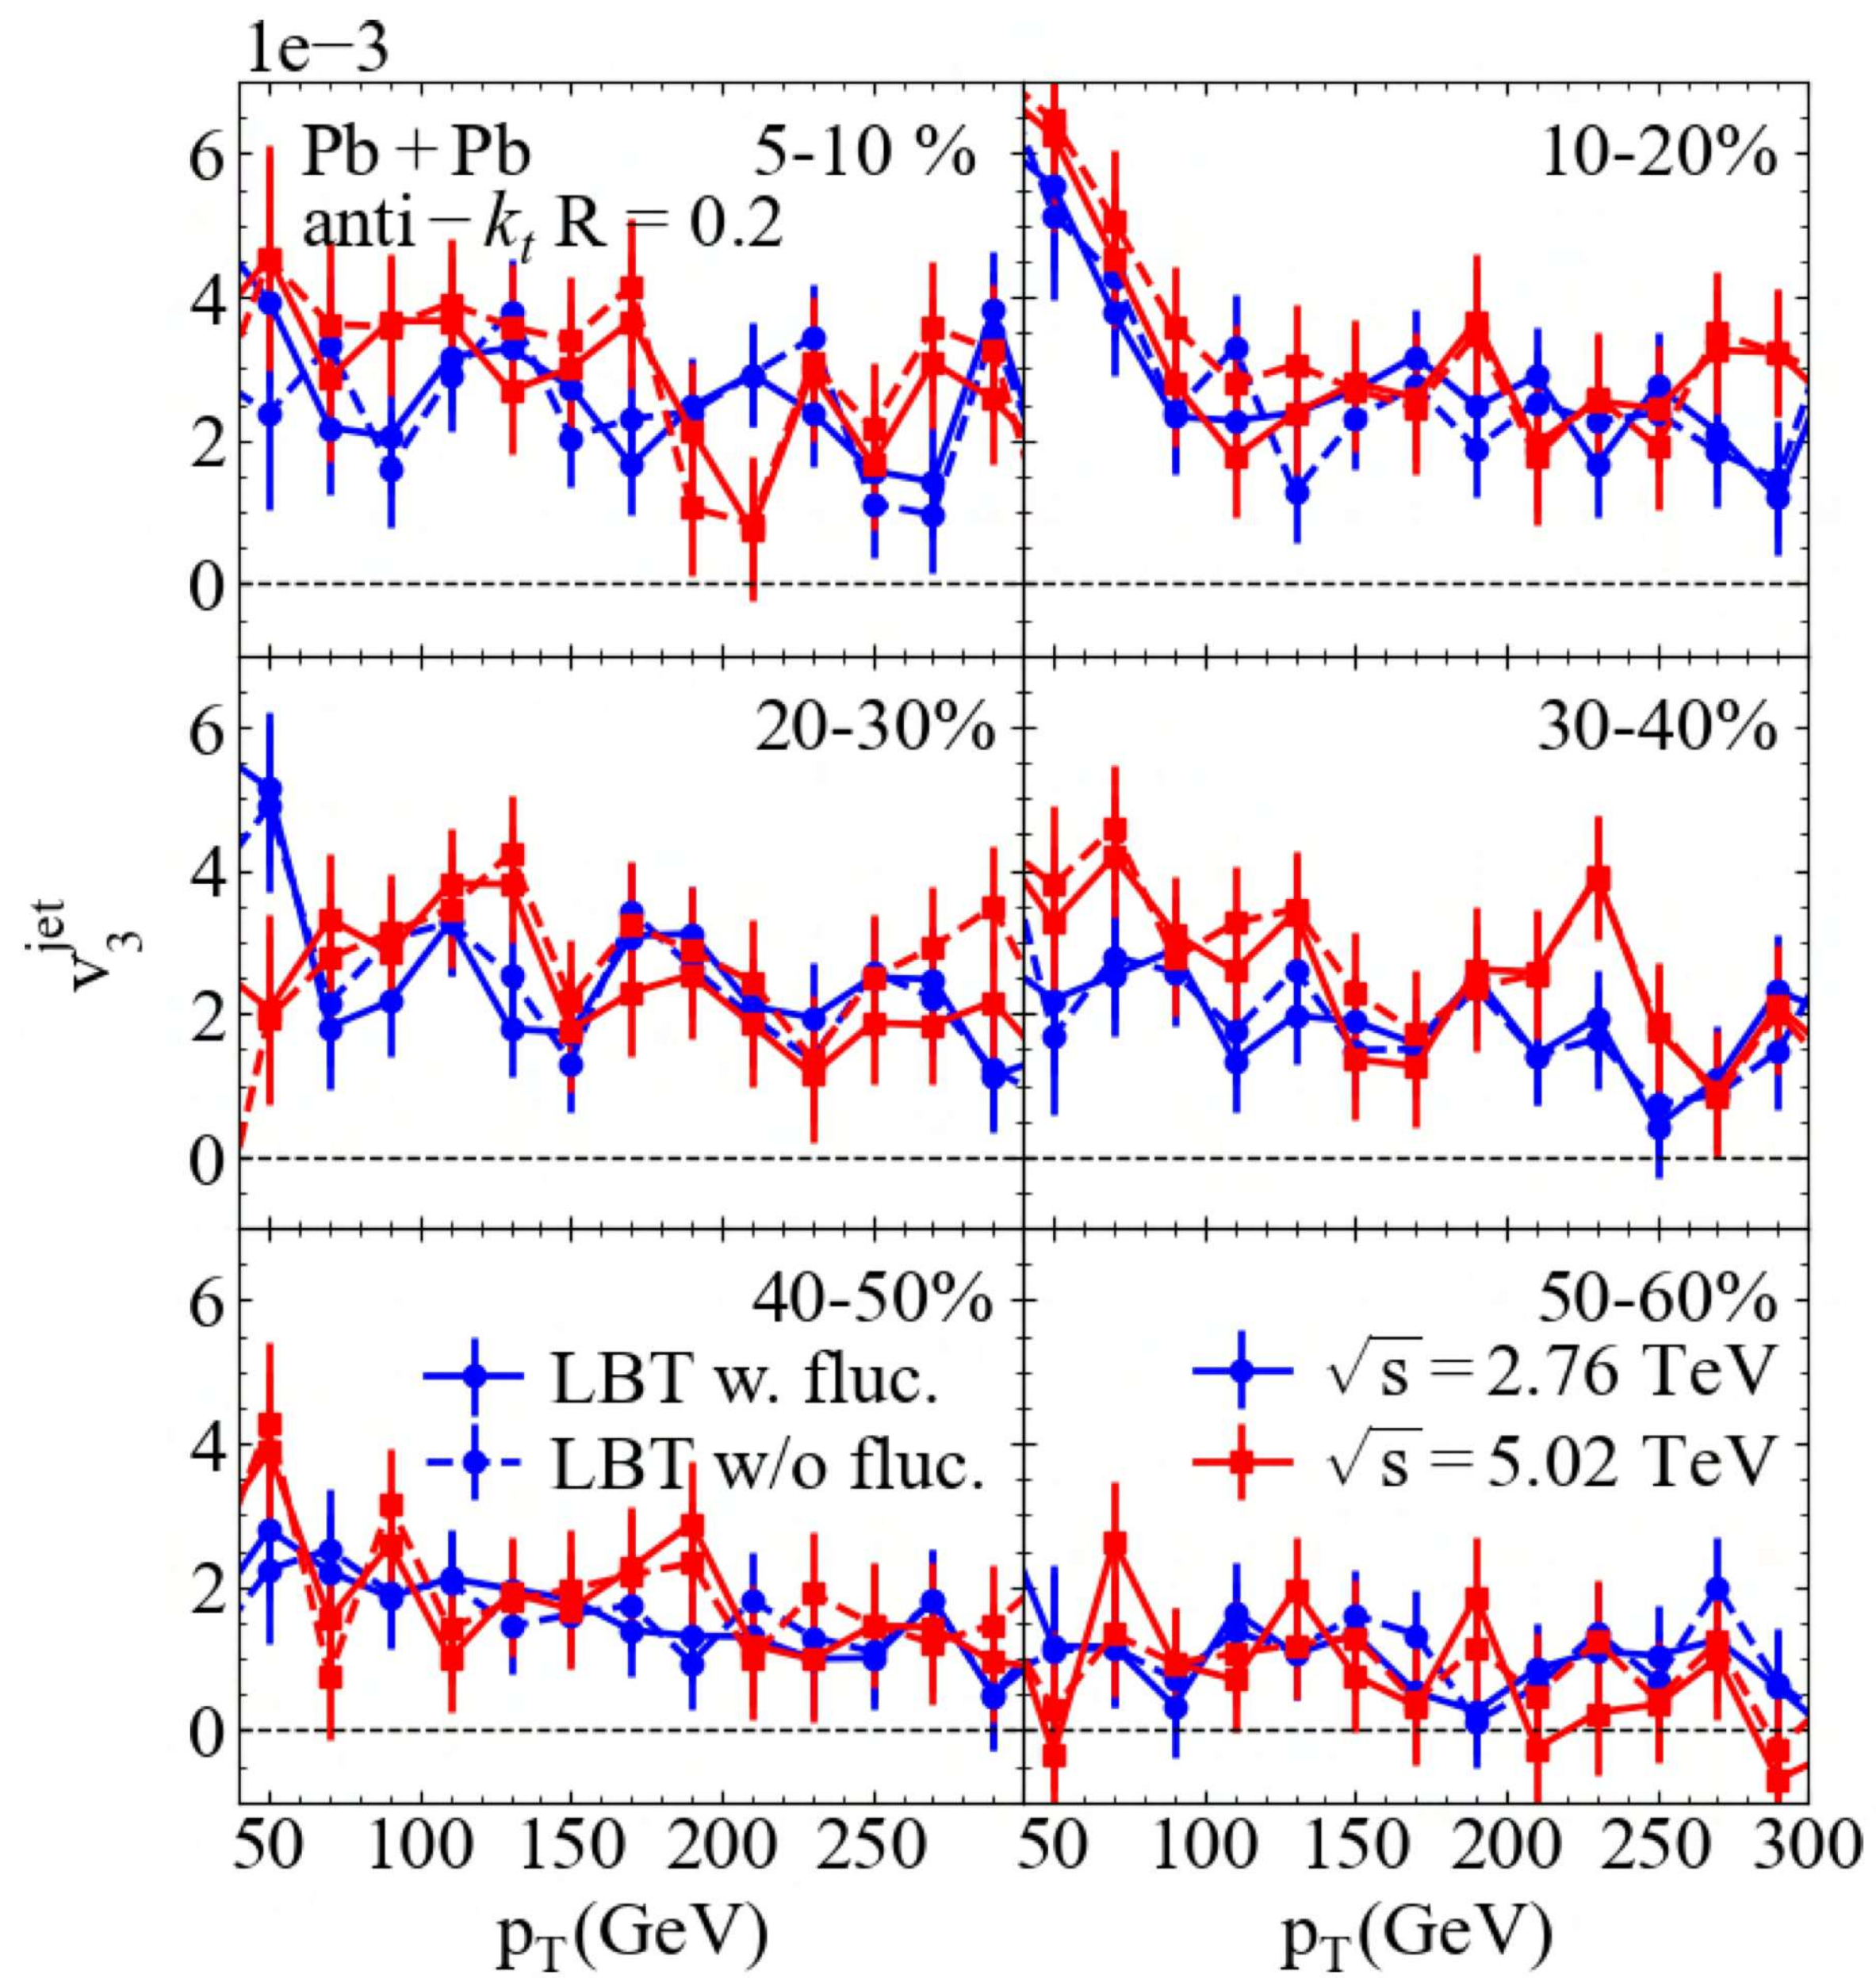 1e−3
Pb + Pb
5-10 %
10-20%
anti − k_t R = 0.2
6
4
2
0
20-30%
30-40%
6
4
2
0
v_3^jet
40-50%
50-60%
6
4
2
0
LBT w. fluc.
LBT w/o fluc.
√s = 2.76 TeV
√s = 5.02 TeV
50 100 150 200 250
50 100 150 200 250 300
p_T(GeV)
p_T(GeV)